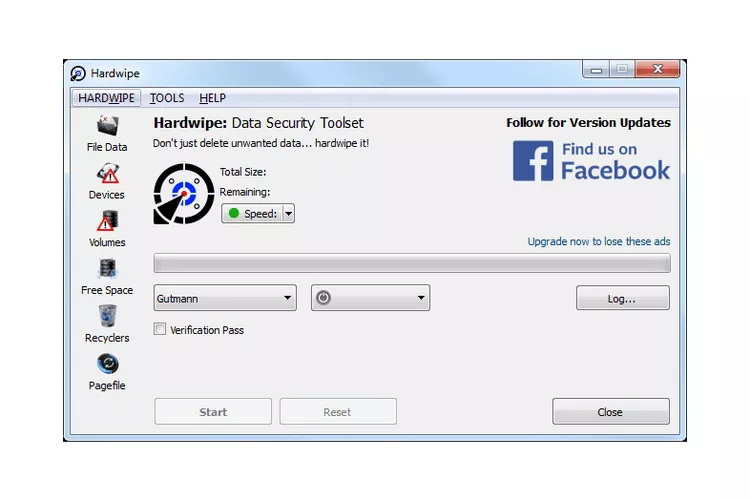 Hardwipe
HARDWIPE TOOLS HELP
File Data
Devices
Volumes
Free Space
Recyclers
Pagefile
Hardwipe: Data Security Toolset
Don't just delete unwanted data... hardwipe it!
Total Size:
Remaining:
Speed:
Follow for Version Updates
f Find us on
Facebook
Upgrade now to lose these ads
Gutmann
Log...
Verification Pass
Start Reset Close